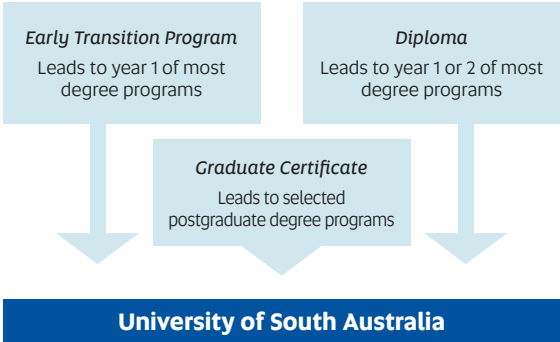 Early Transition Program
Leads to year 1 of most
degree programs
Diploma
Leads to year 1 or 2 of most
degree programs
Graduate Certificate
Leads to selected
postgraduate degree programs
University of South Australia